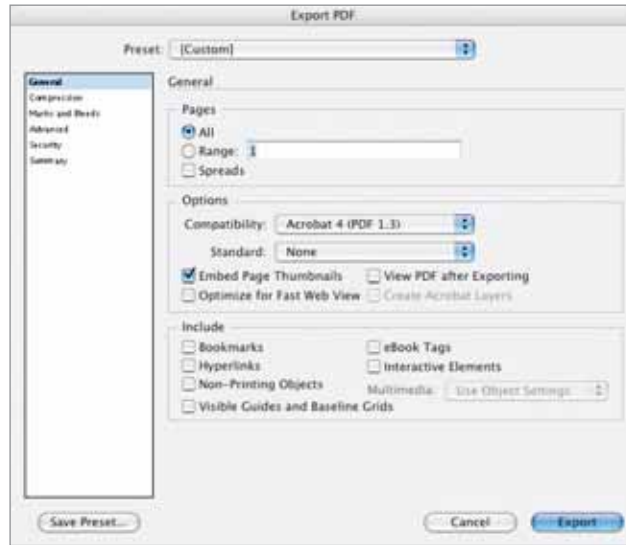 Export PDF
Preset: [Custom]
General
Compression
Marks and Bleeds
Advanced
Security
Summary
General
Pages
All
Range: 1
Spreads
Options
Compatibility: Acrobat 4 (PDF 1.3)
Standard: None
Embed Page Thumbnails View PDF after Exporting
Optimize for Fast Web View Create Acrobat Layers
Include
Bookmarks eBook Tags
Hyperlinks Interactive Elements
Non-Printing Objects Multimedia: Use Object Settings
Visible Guides and Baseline Grids
Save Preset... Cancel Export